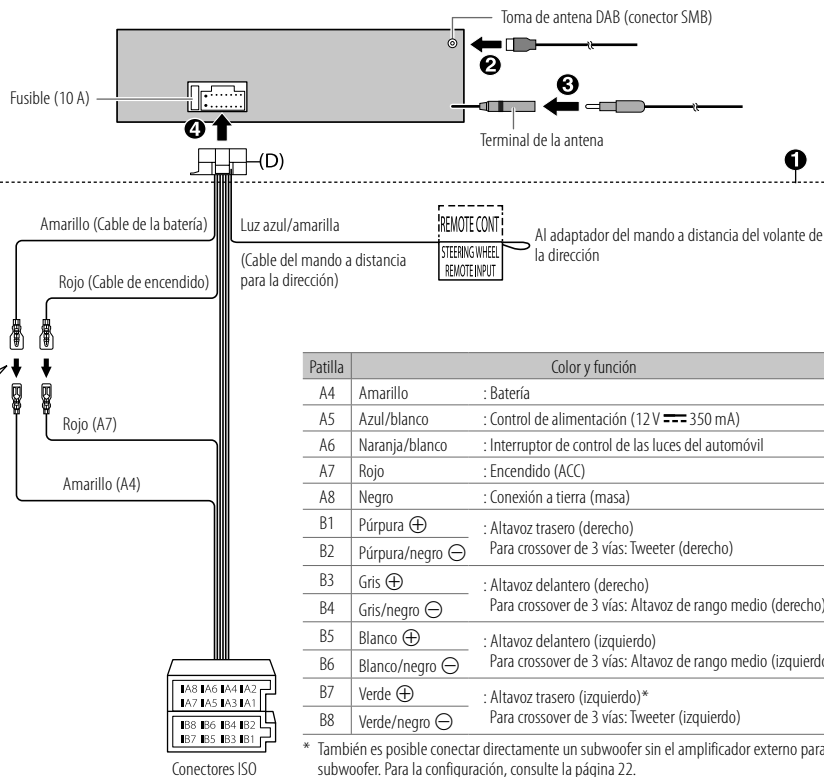 Toma de antena DAB (conector SMB)
❷
❸
Fusible (10 A)
❹
Terminal de la antena
❶
(D)
Amarillo (Cable de la batería)
Luz azul/amarilla
(Cable del mando a distancia
para la dirección)
REMOTE CONT
STEERING WHEEL
REMOTE INPUT
Al adaptador del mando a distancia del volante de
la dirección
Rojo (Cable de encendido)
Rojo (A7)
Amarillo (A4)
Patilla Color y función
A4 Amarillo : Batería
A5 Azul/blanco : Control de alimentación (12 V ⎓ 350 mA)
A6 Naranja/blanco : Interruptor de control de las luces del automóvil
A7 Rojo : Encendido (ACC)
A8 Negro : Conexión a tierra (masa)
B1 Púrpura ⊕ : Altavoz trasero (derecho)
B2 Púrpura/negro ⊖ Para crossover de 3 vías: Tweeter (derecho)
B3 Gris ⊕ : Altavoz delantero (derecho)
B4 Gris/negro ⊖ Para crossover de 3 vías: Altavoz de rango medio (derecho)
B5 Blanco ⊕ : Altavoz delantero (izquierdo)
B6 Blanco/negro ⊖ Para crossover de 3 vías: Altavoz de rango medio (izquierdo
B7 Verde ⊕ : Altavoz trasero (izquierdo)*
B8 Verde/negro ⊖ Para crossover de 3 vías: Tweeter (izquierdo)
* También es posible conectar directamente un subwoofer sin el amplificador externo para
subwoofer. Para la configuración, consulte la página 22.
A8 A6 A4 A2
A7 A5 A3 A1
B8 B6 B4 B2
B7 B5 B3 B1
Conectores ISO